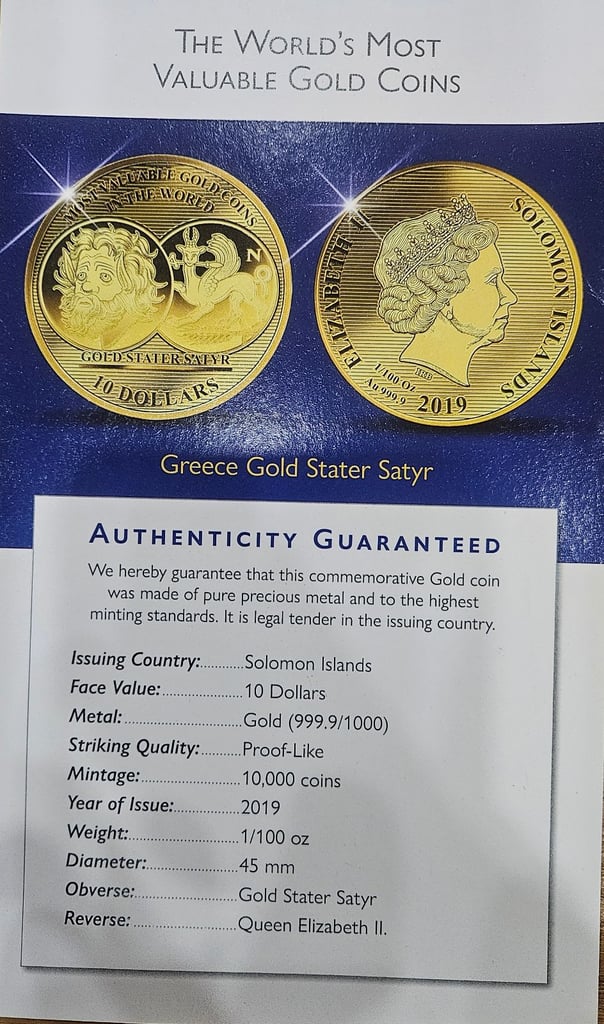 THE WORLD'S MOST
VALUABLE GOLD COINS
MOST VALUABLE GOLD COINS
IN THE WORLD
GOLD STATER SATYR
10 DOLLARS
ELIZABETH II
SOLOMON ISLANDS
1/100 Oz
Au 999.9
2019
Greece Gold Stater Satyr
AUTHENTICITY GUARANTEED
We hereby guarantee that this commemorative Gold coin
was made of pure precious metal and to the highest
minting standards. It is legal tender in the issuing country.
Issuing Country:...........Solomon Islands
Face Value:.....................10 Dollars
Metal:...............................Gold (999.9/1000)
Striking Quality:..........Proof-Like
Mintage:..........................10,000 coins
Year of Issue:.................2019
Weight:............................1/100 oz
Diameter:.......................45 mm
Obverse:..........................Gold Stater Satyr
Reverse:...........................Queen Elizabeth II.